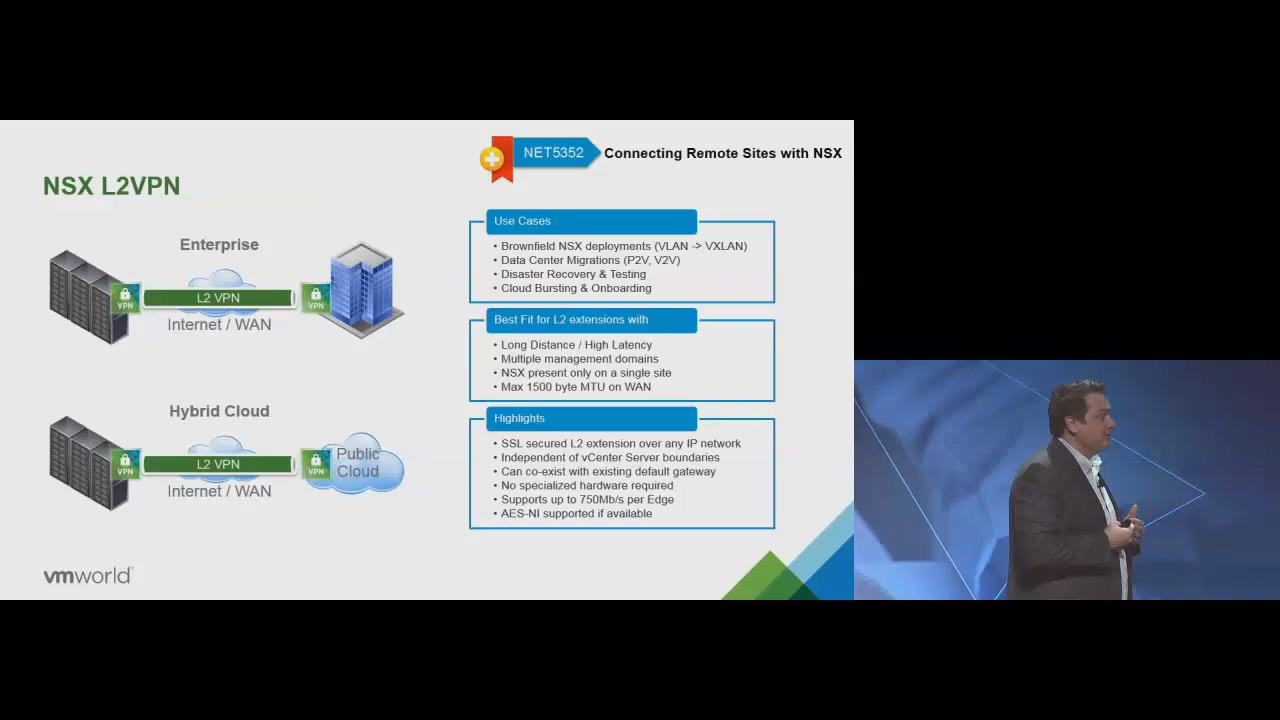 NET5352 Connecting Remote Sites with NSX
NSX L2VPN
Enterprise
VPN
L2 VPN
VPN
Internet / WAN
Hybrid Cloud
VPN
L2 VPN
VPN
Public
Cloud
Internet / WAN
Use Cases
• Brownfield NSX deployments (VLAN -> VXLAN)
• Data Center Migrations (P2V, V2V)
• Disaster Recovery & Testing
• Cloud Bursting & Onboarding
Best Fit for L2 extensions with
• Long Distance / High Latency
• Multiple management domains
• NSX present only on a single site
• Max 1500 byte MTU on WAN
Highlights
• SSL secured L2 extension over any IP network
• Independent of vCenter Server boundaries
• Can co-exist with existing default gateway
• No specialized hardware required
• Supports up to 750Mb/s per Edge
• AES-NI supported if available
vmworld